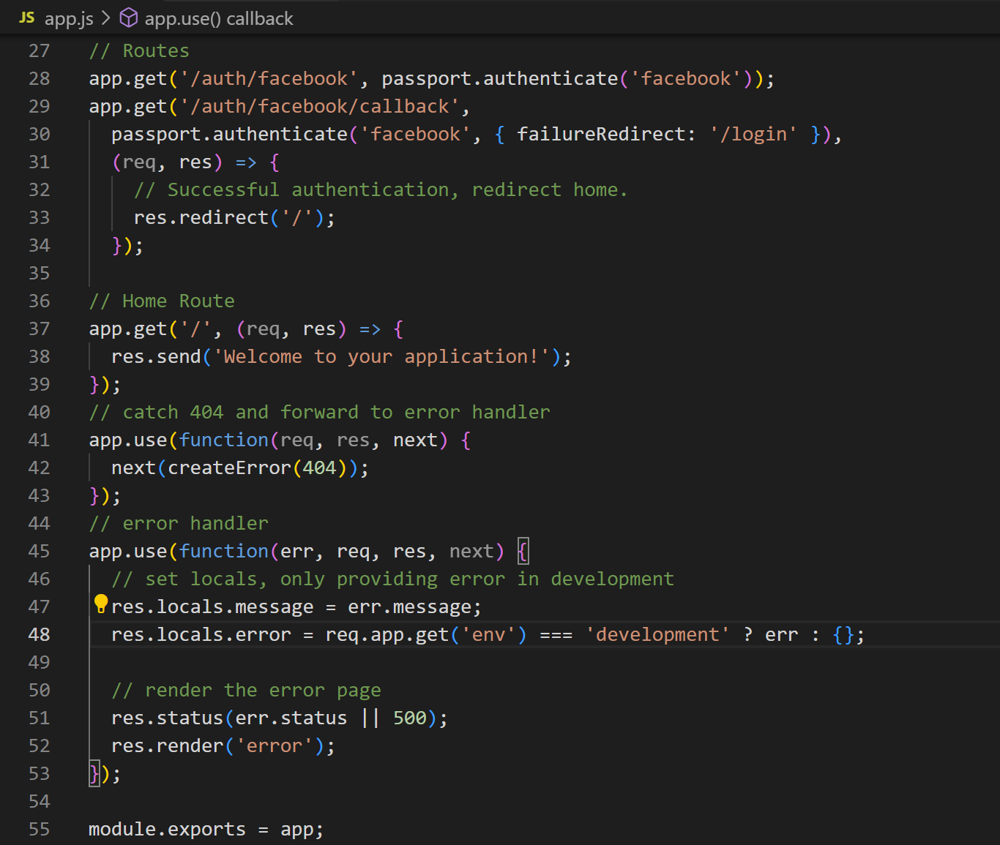 JS app.js > app.use() callback
27 // Routes
28 app.get('/auth/facebook', passport.authenticate('facebook'));
29 app.get('/auth/facebook/callback',
30   passport.authenticate('facebook', { failureRedirect: '/login' }),
31   (req, res) => {
32     // Successful authentication, redirect home.
33     res.redirect('/');
34   });
35
36 // Home Route
37 app.get('/', (req, res) => {
38   res.send('Welcome to your application!');
39 });
40 // catch 404 and forward to error handler
41 app.use(function(req, res, next) {
42   next(createError(404));
43 });
44 // error handler
45 app.use(function(err, req, res, next) {
46   // set locals, only providing error in development
47   res.locals.message = err.message;
48   res.locals.error = req.app.get('env') === 'development' ? err : {};
49
50   // render the error page
51   res.status(err.status || 500);
52   res.render('error');
53 });
54
55 module.exports = app;